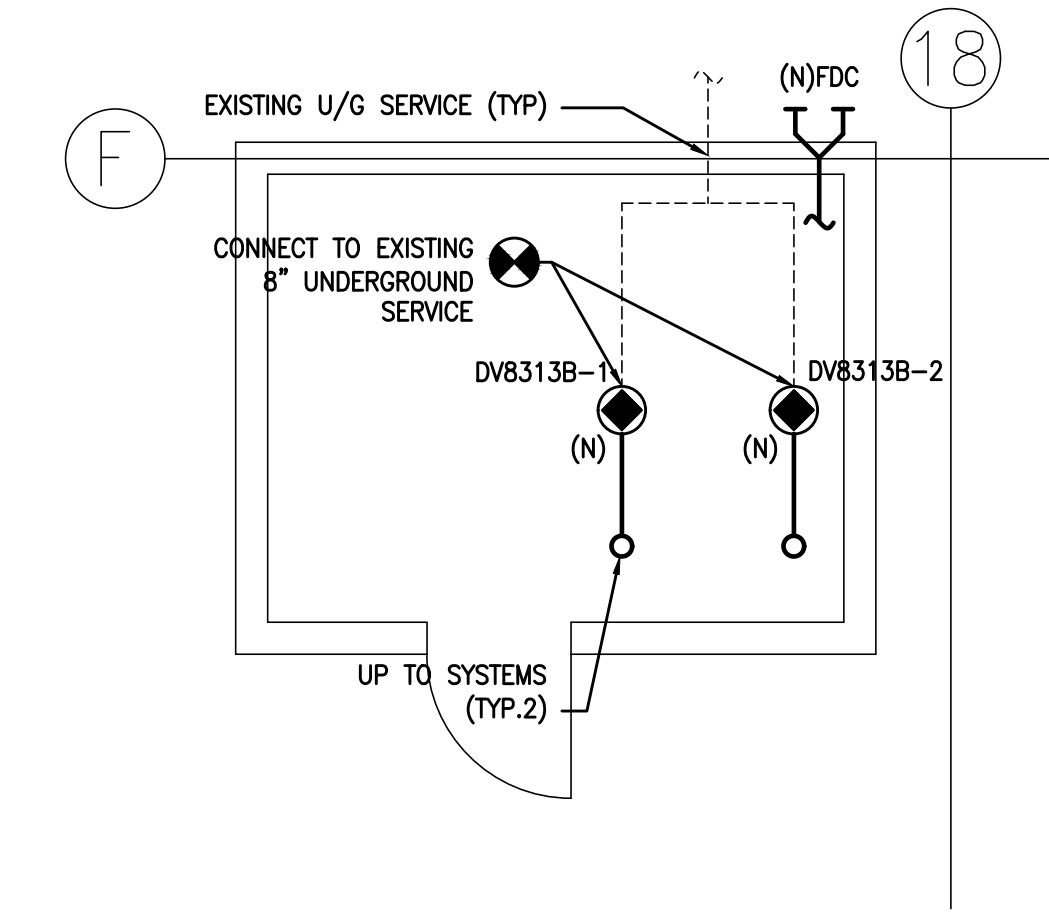 18
(N)FDC
EXISTING U/G SERVICE (TYP)
F
CONNECT TO EXISTING
8" UNDERGROUND
SERVICE
DV8313B-1
DV8313B-2
(N)
(N)
UP TO SYSTEMS
(TYP.2)